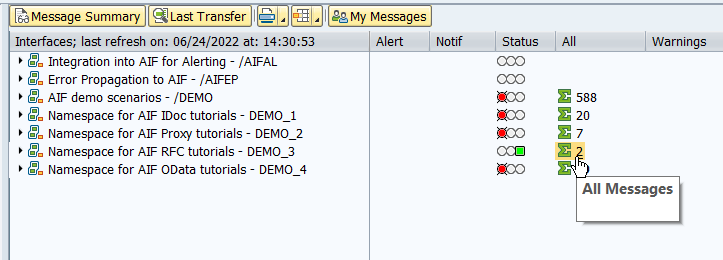 Message Summary Last Transfer My Messages
Interfaces; last refresh on: 06/24/2022 at: 14:30:53 Alert Notif Status All Warnings
Integration into AIF for Alerting - /AIFAL
Error Propagation to AIF - /AIFEP
AIF demo scenarios - /DEMO 588
Namespace for AIF IDoc tutorials - DEMO_1 20
Namespace for AIF Proxy tutorials - DEMO_2 7
Namespace for AIF RFC tutorials - DEMO_3 2
Namespace for AIF OData tutorials - DEMO_4
All Messages